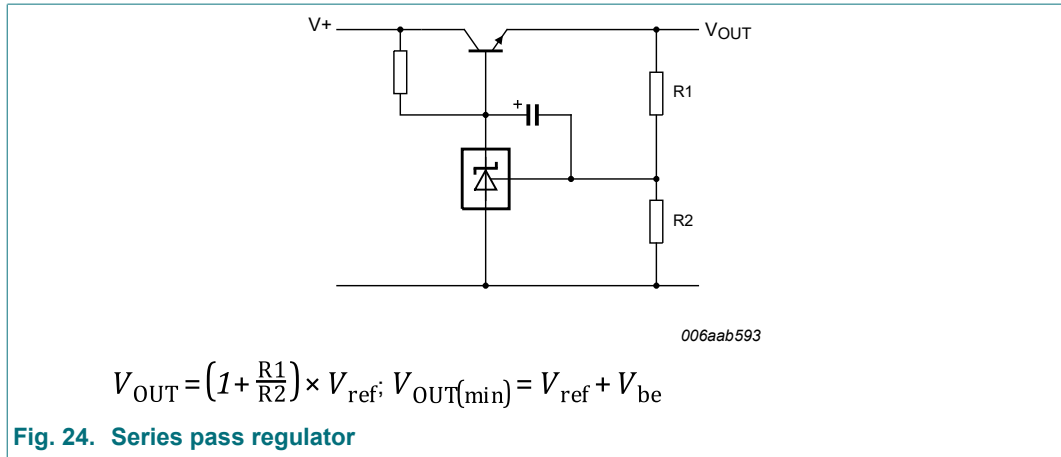 V+
VOUT
R1
+
R2
006aab593
VOUT = (1 + R1/R2) × Vref; VOUT(min) = Vref + Vbe
Fig. 24. Series pass regulator